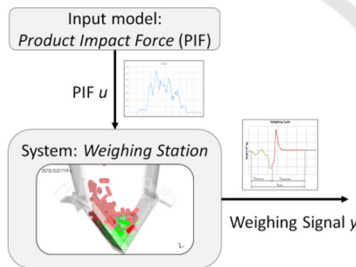 Input model:
Product Impact Force (PIF)
PIF u
System: Weighing Station
Weighing Signal y